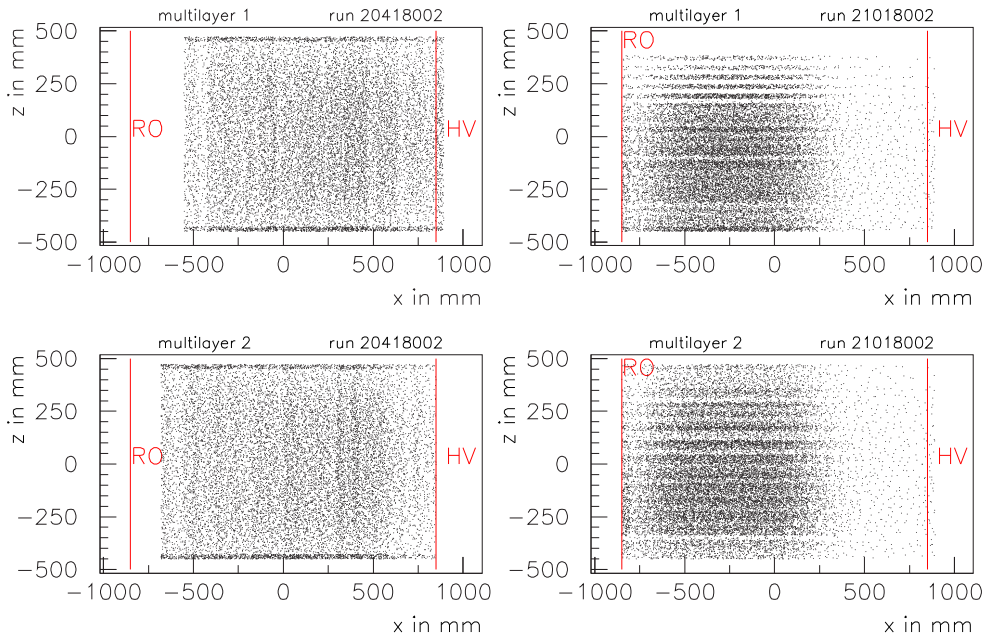 multilayer 1 run 20418002
z in mm
500
250
0
−250
−500
RO
HV
−1000 −500 0 500 1000
x in mm
multilayer 1 run 21018002
z in mm
500
250
0
−250
−500
RO
HV
−1000 −500 0 500 1000
x in mm
multilayer 2 run 20418002
z in mm
500
250
0
−250
−500
RO
HV
−1000 −500 0 500 1000
x in mm
multilayer 2 run 21018002
z in mm
500
250
0
−250
−500
RO
HV
−1000 −500 0 500 1000
x in mm